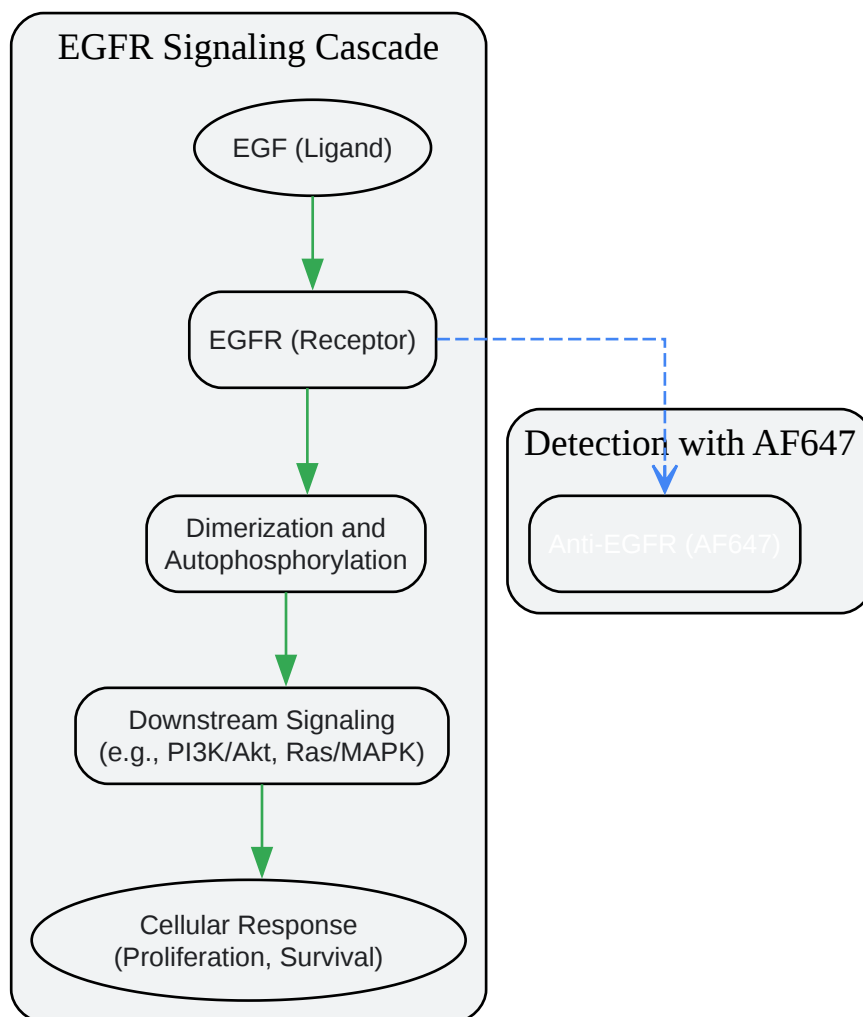 EGFR Signaling Cascade
EGF (Ligand)
EGFR (Receptor)
Detection with AF647
Anti-EGFR (AF647)
Dimerization and
Autophosphorylation
Downstream Signaling
(e.g., PI3K/Akt, Ras/MAPK)
Cellular Response
(Proliferation, Survival)